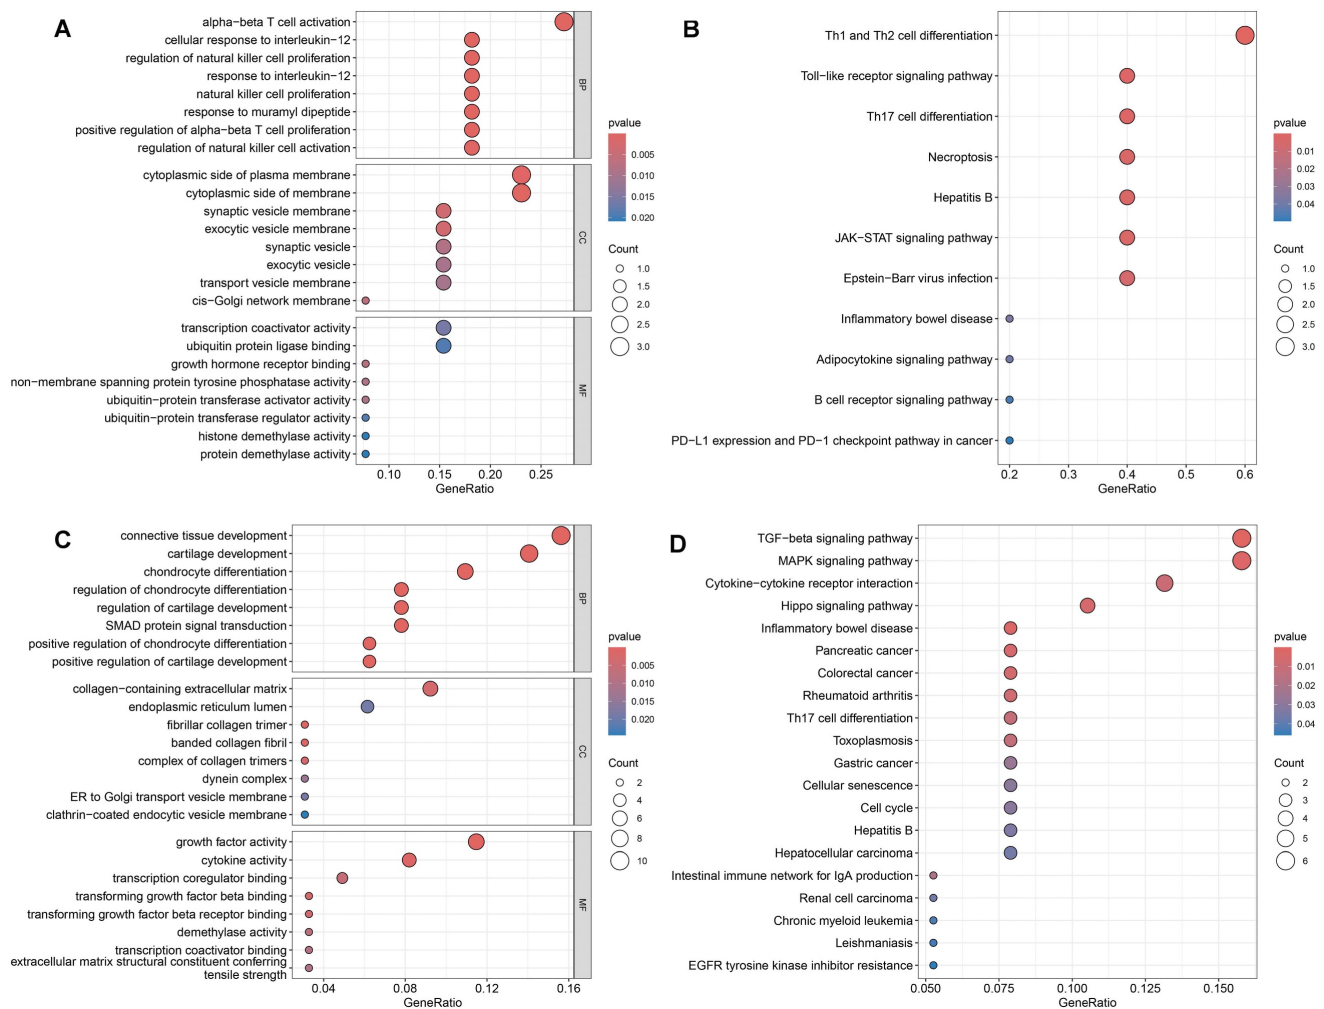 A
alpha−beta T cell activation
cellular response to interleukin−12
regulation of natural killer cell proliferation
response to interleukin−12
natural killer cell proliferation
response to muramyl dipeptide
positive regulation of alpha−beta T cell proliferation
regulation of natural killer cell activation
BP
cytoplasmic side of plasma membrane
cytoplasmic side of membrane
synaptic vesicle membrane
exocytic vesicle membrane
synaptic vesicle
exocytic vesicle
transport vesicle membrane
cis−Golgi network membrane
CC
transcription coactivator activity
ubiquitin protein ligase binding
growth hormone receptor binding
non−membrane spanning protein tyrosine phosphatase activity
ubiquitin−protein transferase activator activity
ubiquitin−protein transferase regulator activity
histone demethylase activity
protein demethylase activity
MF
0.10 0.15 0.20 0.25
GeneRatio
pvalue
0.005
0.010
0.015
0.020
Count
1.0
1.5
2.0
2.5
3.0
B
Th1 and Th2 cell differentiation
Toll−like receptor signaling pathway
Th17 cell differentiation
Necroptosis
Hepatitis B
JAK−STAT signaling pathway
Epstein−Barr virus infection
Inflammatory bowel disease
Adipocytokine signaling pathway
B cell receptor signaling pathway
PD−L1 expression and PD−1 checkpoint pathway in cancer
0.2 0.3 0.4 0.5 0.6
GeneRatio
pvalue
0.01
0.02
0.03
0.04
Count
1.0
1.5
2.0
2.5
3.0
C
connective tissue development
cartilage development
chondrocyte differentiation
regulation of chondrocyte differentiation
regulation of cartilage development
SMAD protein signal transduction
positive regulation of chondrocyte differentiation
positive regulation of cartilage development
BP
collagen−containing extracellular matrix
endoplasmic reticulum lumen
fibrillar collagen trimer
banded collagen fibril
complex of collagen trimers
dynein complex
ER to Golgi transport vesicle membrane
clathrin−coated endocytic vesicle membrane
CC
growth factor activity
cytokine activity
transcription coregulator binding
transforming growth factor beta binding
transforming growth factor beta receptor binding
demethylase activity
transcription coactivator binding
extracellular matrix structural constituent conferring
tensile strength
MF
0.04 0.08 0.12 0.16
GeneRatio
pvalue
0.005
0.010
0.015
0.020
Count
2
4
6
8
10
D
TGF−beta signaling pathway
MAPK signaling pathway
Cytokine−cytokine receptor interaction
Hippo signaling pathway
Inflammatory bowel disease
Pancreatic cancer
Colorectal cancer
Rheumatoid arthritis
Th17 cell differentiation
Toxoplasmosis
Gastric cancer
Cellular senescence
Cell cycle
Hepatitis B
Hepatocellular carcinoma
Intestinal immune network for IgA production
Renal cell carcinoma
Chronic myeloid leukemia
Leishmaniasis
EGFR tyrosine kinase inhibitor resistance
0.050 0.075 0.100 0.125 0.150
GeneRatio
pvalue
0.01
0.02
0.03
0.04
Count
2
3
4
5
6